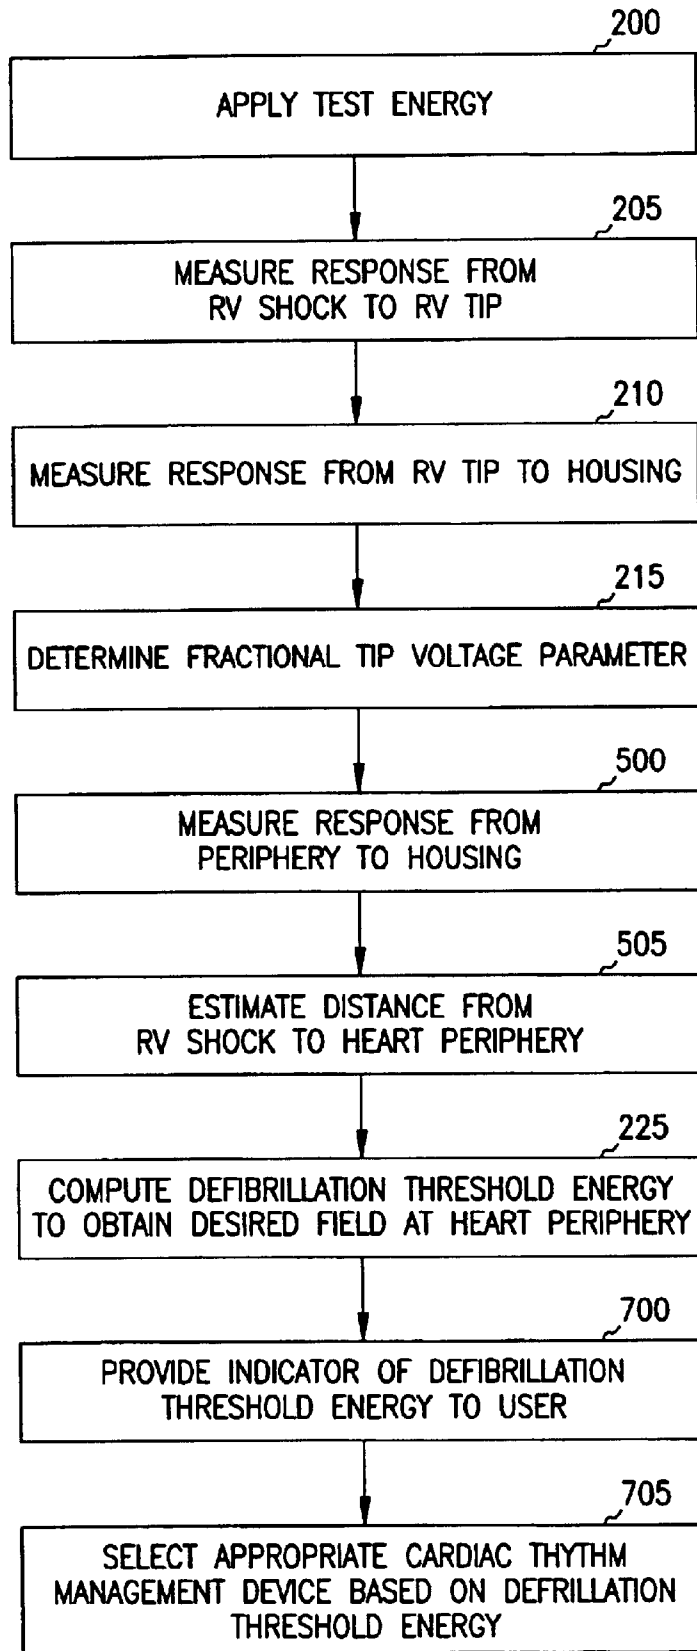 200
APPLY TEST ENERGY
205
MEASURE RESPONSE FROM
RV SHOCK TO RV TIP
210
MEASURE RESPONSE FROM RV TIP TO HOUSING
215
DETERMINE FRACTIONAL TIP VOLTAGE PARAMETER
500
MEASURE RESPONSE FROM
PERIPHERY TO HOUSING
505
ESTIMATE DISTANCE FROM
RV SHOCK TO HEART PERIPHERY
225
COMPUTE DEFIBRILLATION THRESHOLD ENERGY
TO OBTAIN DESIRED FIELD AT HEART PERIPHERY
700
PROVIDE INDICATOR OF DEFIBRILLATION
THRESHOLD ENERGY TO USER
705
SELECT APPROPRIATE CARDIAC THYTHM
MANAGEMENT DEVICE BASED ON DEFRILLATION
THRESHOLD ENERGY